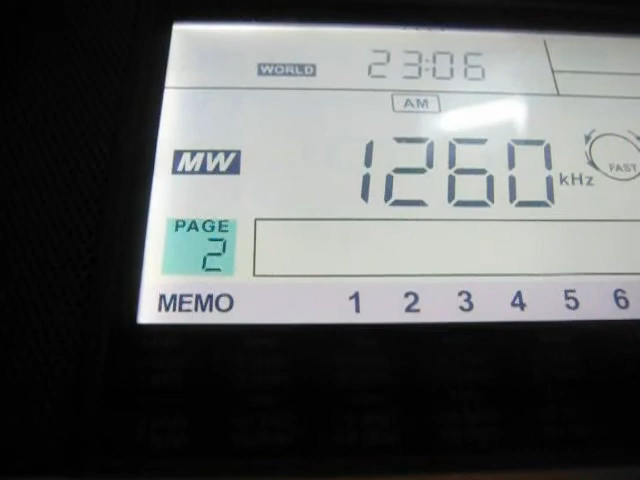 WORLD 23:06
AM
MW 1260 kHz FAST
PAGE
2
MEMO 1 2 3 4 5 6